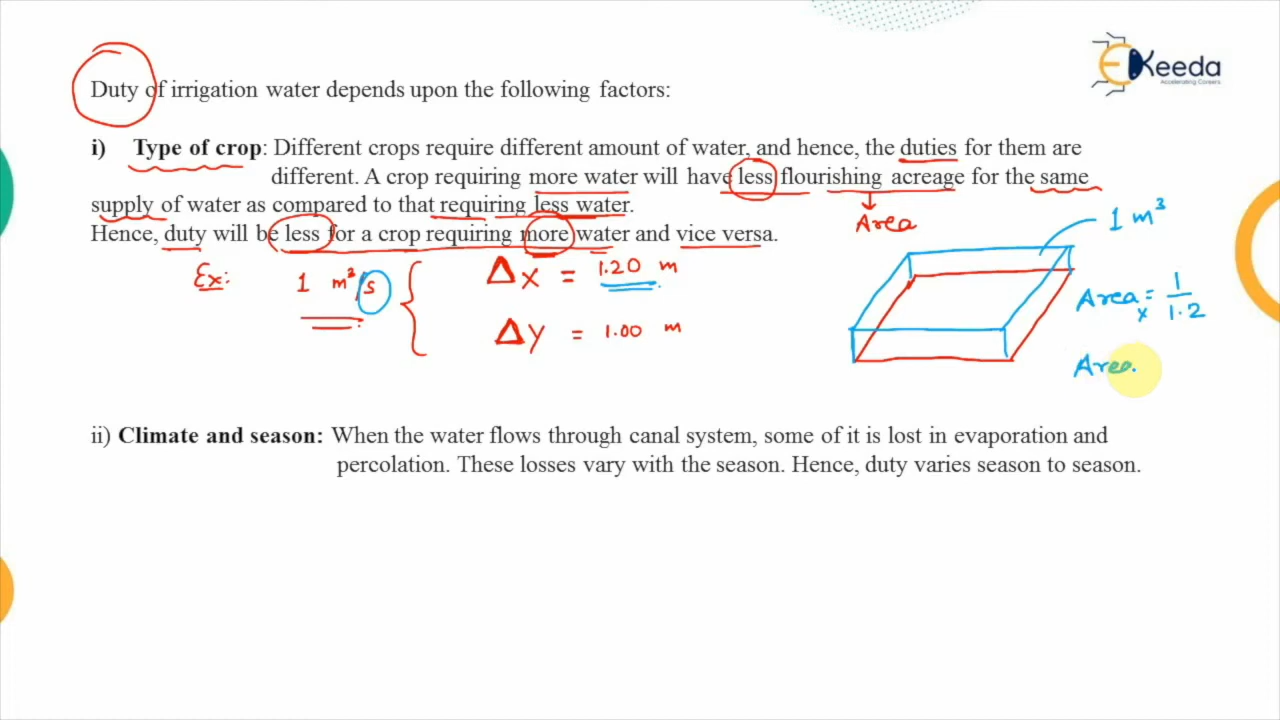 EKeeda
Accelerating Careers
Duty of irrigation water depends upon the following factors:
i) Type of crop: Different crops require different amount of water, and hence, the duties for them are
different. A crop requiring more water will have less flourishing acreage for the same
supply of water as compared to that requiring less water.
Hence, duty will be less for a crop requiring more water and vice versa.
Area
1 m³
Ex: 1 m³/s { Δx = 1.20 m
Δy = 1.00 m
Area x = 1/1.2
Area
ii) Climate and season: When the water flows through canal system, some of it is lost in evaporation and
percolation. These losses vary with the season. Hence, duty varies season to season.